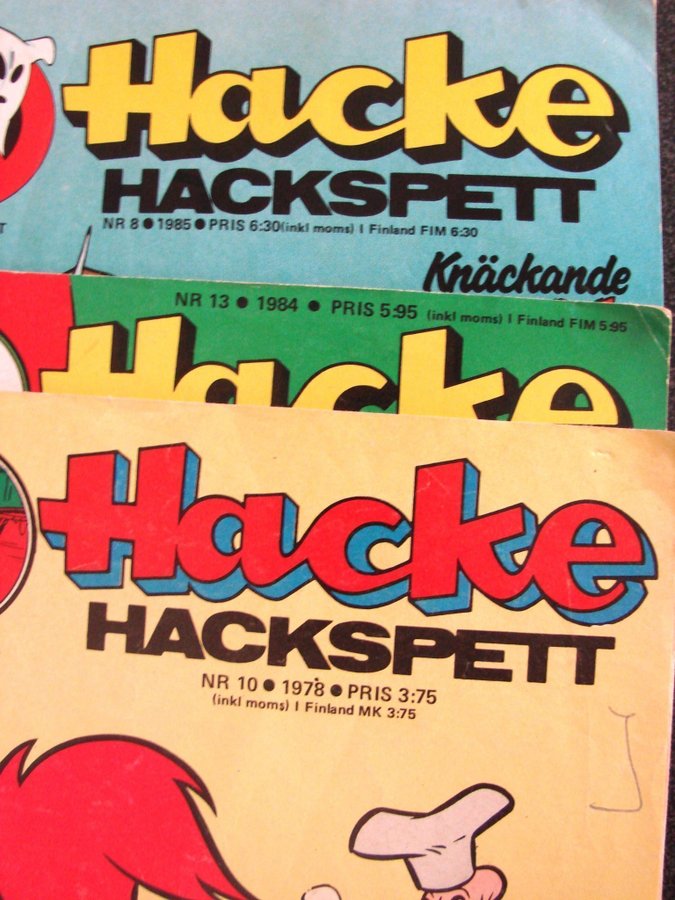 Hacke
HACKSPETT
NR 8 ● 1985 ● PRIS 6:30 (inkl moms) I Finland FIM 6:30
Knäckande
NR 13 ● 1984 ● PRIS 5:95 (inkl moms) I Finland FIM 5:95
Hacke
Hacke
HACKSPETT
NR 10 ● 1978 ● PRIS 3:75
(inkl moms) I Finland MK 3:75
J